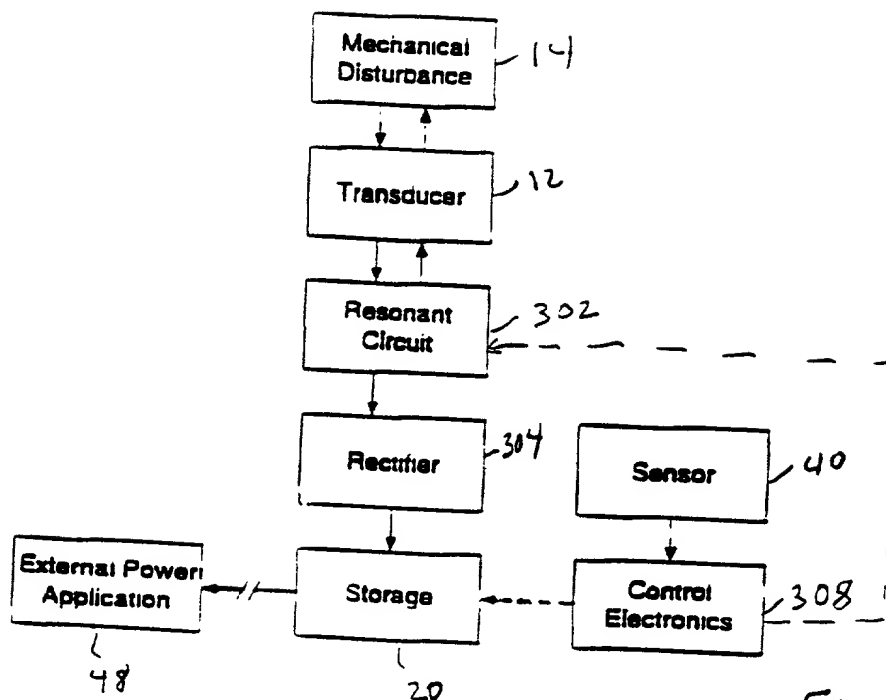 Mechanical
Disturbance
14
Transducer
12
Resonant
Circuit
302
Rectifier
304
Sensor
40
External Power
Application
48
Storage
20
Control
Electronics
308